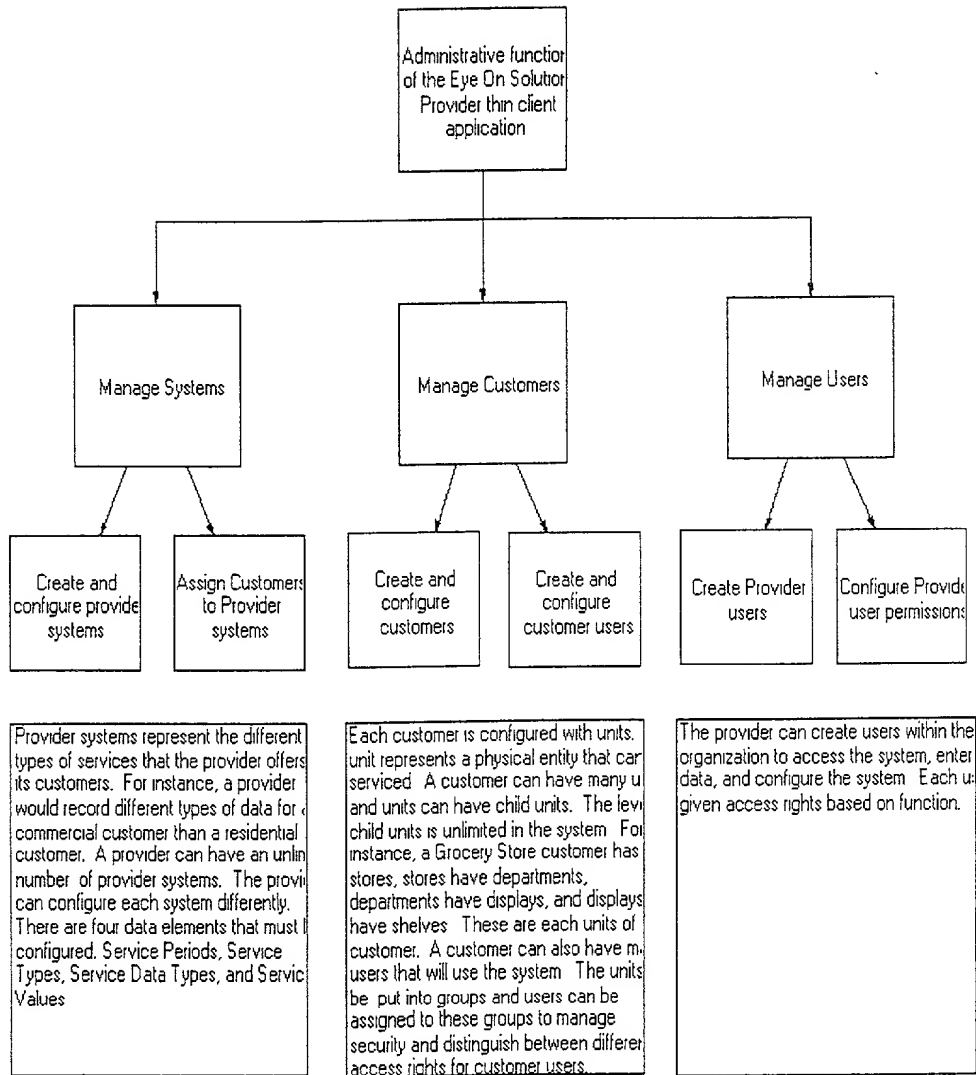 Administrative function
of the Eye On Solution
Provider thin client
application
Manage Systems
Manage Customers
Manage Users
Create and
configure provide
systems
Assign Customers
to Provider
systems
Create and
configure
customers
Create and
configure
customer users
Create Provider
users
Configure Provide
user permissions
Provider systems represent the different
types of services that the provider offers
its customers. For instance, a provider
would record different types of data for
commercial customer than a residential
customer. A provider can have an unlim
number of provider systems. The provi
can configure each system differently.
There are four data elements that must
configured. Service Periods, Service
Types, Service Data Types, and Servic
Values
Each customer is configured with units.
unit represents a physical entity that can
serviced A customer can have many u
and units can have child units. The leve
child units is unlimited in the system For
instance, a Grocery Store customer has
stores, stores have departments,
departments have displays, and displays
have shelves These are each units of
customer. A customer can also have m
users that will use the system The units
be put into groups and users can be
assigned to these groups to manage
security and distinguish between differen
access rights for customer users.
The provider can create users within the
organization to access the system, enter
data, and configure the system Each u
given access rights based on function.